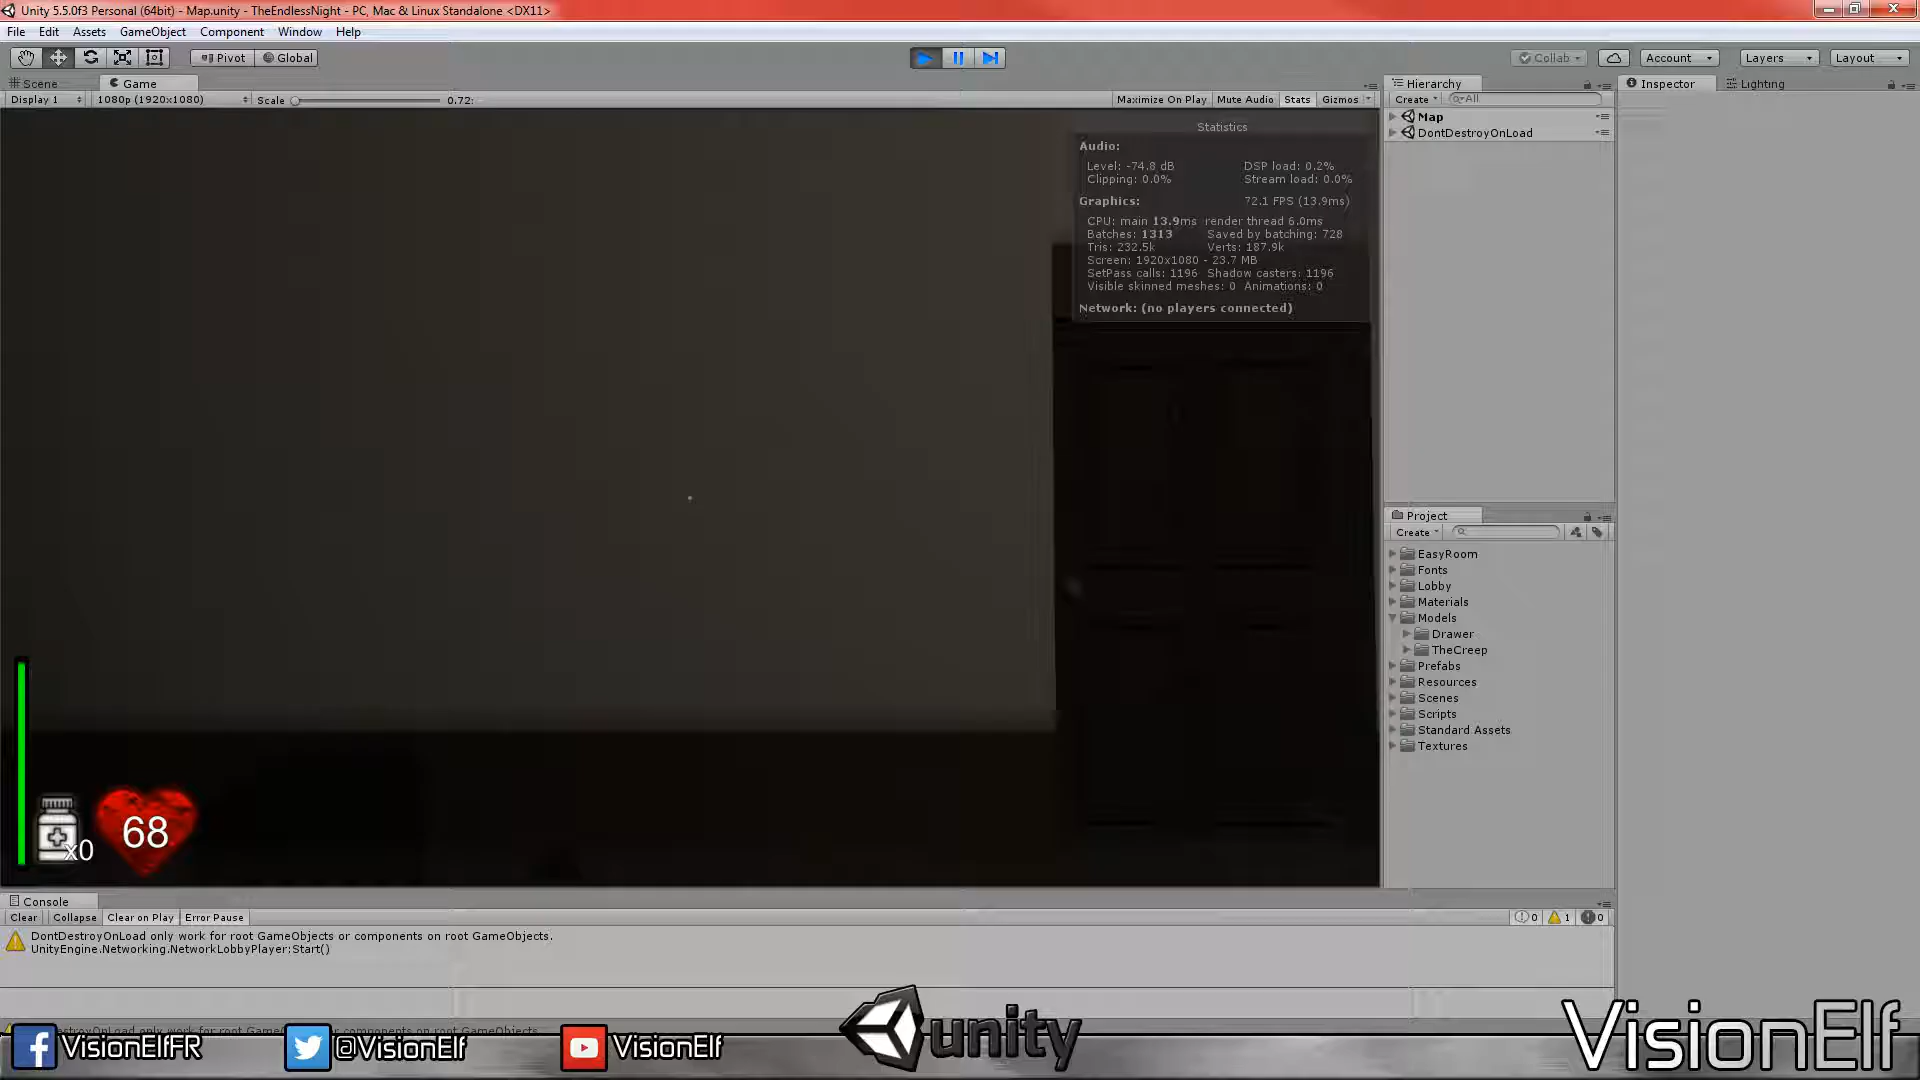 Unity 5.5.0f3 Personal (64bit) - Map.unity - TheEndlessNight - PC, Mac & Linux Standalone <DX11>
File Edit Assets GameObject Component Window Help
Pivot Global Collab Account Layers Layout
Scene Game
Display 1 1080p (1920x1080) Scale 0.72: Maximize On Play Mute Audio Stats Gizmos
Statistics
Audio:
Level: -74.8 dB DSP load: 0.2%
Clipping: 0.0% Stream load: 0.0%
Graphics: 72.1 FPS (13.9ms)
CPU: main 13.9ms render thread 6.0ms
Batches: 1313 Saved by batching: 728
Tris: 232.5k Verts: 187.9k
Screen: 1920x1080 - 23.7 MB
SetPass calls: 1196 Shadow casters: 1196
Visible skinned meshes: 0 Animations: 0
Network: (no players connected)
x0
68
Hierarchy
Create All
Map
DontDestroyOnLoad
Project
Create
EasyRoom
Fonts
Lobby
Materials
Models
Drawer
TheCreep
Prefabs
Resources
Scenes
Scripts
Standard Assets
Textures
Inspector Lighting
Console
Clear Collapse Clear on Play Error Pause 0 1 0
DontDestroyOnLoad only work for root GameObjects or components on root GameObjects.
UnityEngine.Networking.NetworkLobbyPlayer:Start()
VisionElfFR @VisionElf VisionElf unity VisionElf